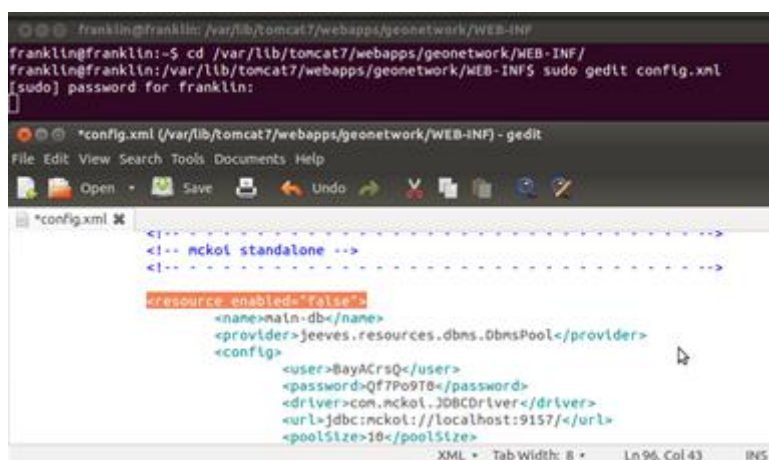 franklin@franklin: /var/lib/tomcat7/webapps/geonetwork/WEB-INF
franklin@franklin:~$ cd /var/lib/tomcat7/webapps/geonetwork/WEB-INF/
franklin@franklin:/var/lib/tomcat7/webapps/geonetwork/WEB-INF$ sudo gedit config.xml
[sudo] password for franklin:
*config.xml (/var/lib/tomcat7/webapps/geonetwork/WEB-INF) - gedit
File Edit View Search Tools Documents Help
Open Save Undo
*config.xml
<!-- - - - - - - - - - - - - - - - - - - - - - - - - - - - - - - - - - - -->
<!-- mckoi standalone -->
<!-- - - - - - - - - - - - - - - - - - - - - - - - - - - - - - - - - - - -->
<resource enabled="false">
<name>main-db</name>
<provider>jeeves.resources.dbms.DbmsPool</provider>
<config>
<user>BayACrsQ</user>
<password>Qf7Po9T8</password>
<driver>com.mckoi.JDBCDriver</driver>
<url>jdbc:mckoi://localhost:9157/</url>
<poolSize>10</poolSize>
XML Tab Width: 8 Ln 96, Col 43 INS